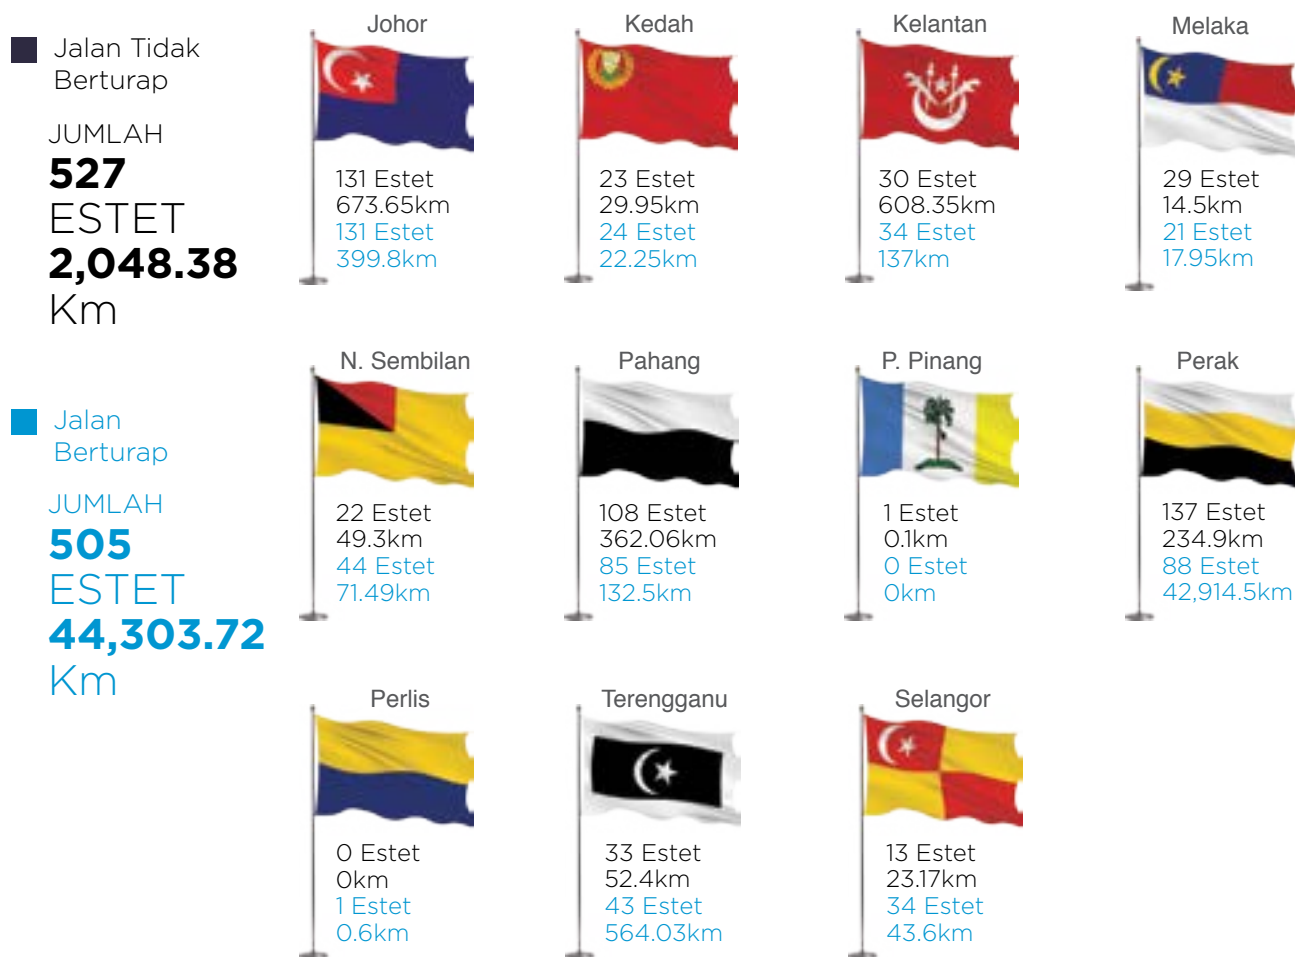 Jalan Tidak
Berturap
JUMLAH
527
ESTET
2,048.38
Km
Jalan
Berturap
JUMLAH
505
ESTET
44,303.72
Km
Johor
131 Estet
673.65km
131 Estet
399.8km
Kedah
23 Estet
29.95km
24 Estet
22.25km
Kelantan
30 Estet
608.35km
34 Estet
137km
Melaka
29 Estet
14.5km
21 Estet
17.95km
N. Sembilan
22 Estet
49.3km
44 Estet
71.49km
Pahang
108 Estet
362.06km
85 Estet
132.5km
P. Pinang
1 Estet
0.1km
0 Estet
0km
Perak
137 Estet
234.9km
88 Estet
42,914.5km
Perlis
0 Estet
0km
1 Estet
0.6km
Terengganu
33 Estet
52.4km
43 Estet
564.03km
Selangor
13 Estet
23.17km
34 Estet
43.6km